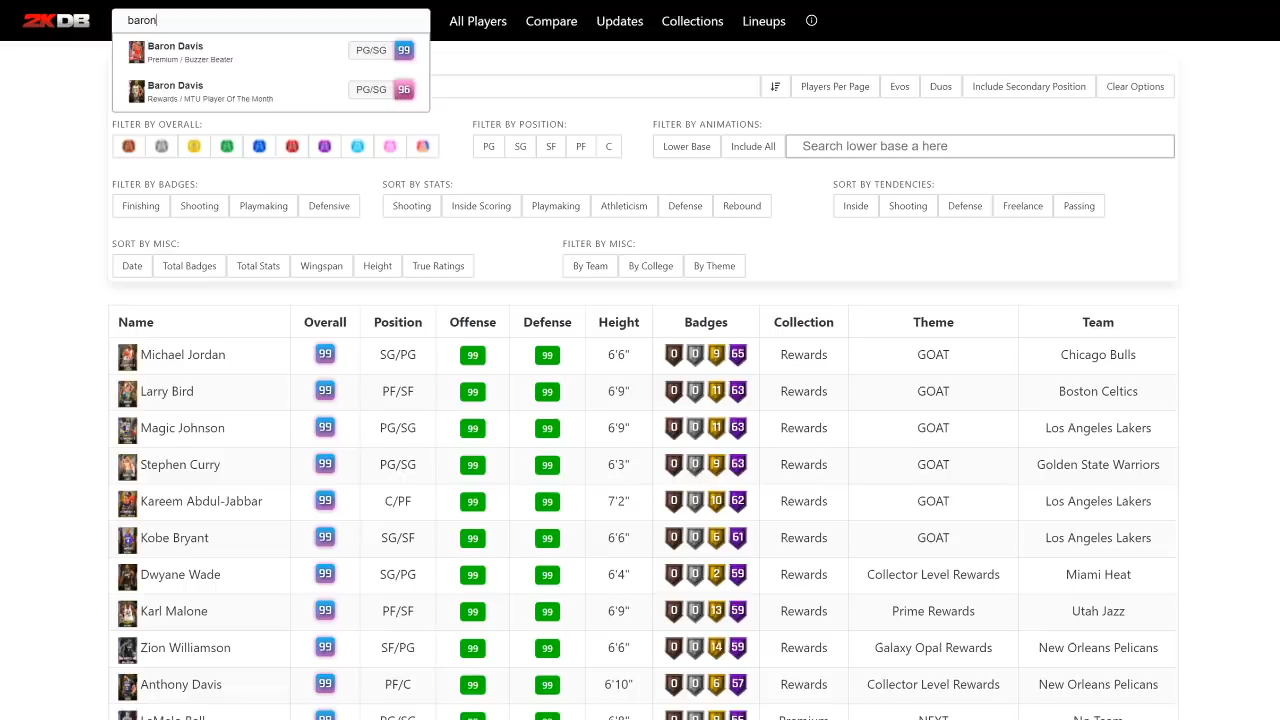 2KDB baron All Players Compare Updates Collections Lineups
Baron Davis PG/SG 99
Premium / Buzzer Beater
Baron Davis PG/SG 96
Rewards / MTU Player Of The Month
Players Per Page Evos Duos Include Secondary Position Clear Options
FILTER BY OVERALL: FILTER BY POSITION: FILTER BY ANIMATIONS:
PG SG SF PF C Lower Base Include All Search lower base a here
FILTER BY BADGES: SORT BY STATS: SORT BY TENDENCIES:
Finishing Shooting Playmaking Defensive Shooting Inside Scoring Playmaking Athleticism Defense Rebound Inside Shooting Defense Freelance Passing
SORT BY MISC: FILTER BY MISC:
Date Total Badges Total Stats Wingspan Height True Ratings By Team By College By Theme
Name Overall Position Offense Defense Height Badges Collection Theme Team
Michael Jordan 99 SG/PG 99 99 6'6" 0 0 9 65 Rewards GOAT Chicago Bulls
Larry Bird 99 PF/SF 99 99 6'9" 0 0 11 63 Rewards GOAT Boston Celtics
Magic Johnson 99 PG/SG 99 99 6'9" 0 0 11 63 Rewards GOAT Los Angeles Lakers
Stephen Curry 99 PG/SG 99 99 6'3" 0 0 9 63 Rewards GOAT Golden State Warriors
Kareem Abdul-Jabbar 99 C/PF 99 99 7'2" 0 0 10 62 Rewards GOAT Los Angeles Lakers
Kobe Bryant 99 SG/SF 99 99 6'6" 0 0 6 61 Rewards GOAT Los Angeles Lakers
Dwyane Wade 99 SG/PG 99 99 6'4" 0 0 2 59 Rewards Collector Level Rewards Miami Heat
Karl Malone 99 PF/SF 99 99 6'9" 0 0 13 59 Rewards Prime Rewards Utah Jazz
Zion Williamson 99 SF/PG 99 99 6'6" 0 0 14 59 Rewards Galaxy Opal Rewards New Orleans Pelicans
Anthony Davis 99 PF/C 99 99 6'10" 0 0 6 57 Rewards Collector Level Rewards New Orleans Pelicans
LaMelo Ball 99 PG/SG 99 99 6'8" Premium NEXT No Team